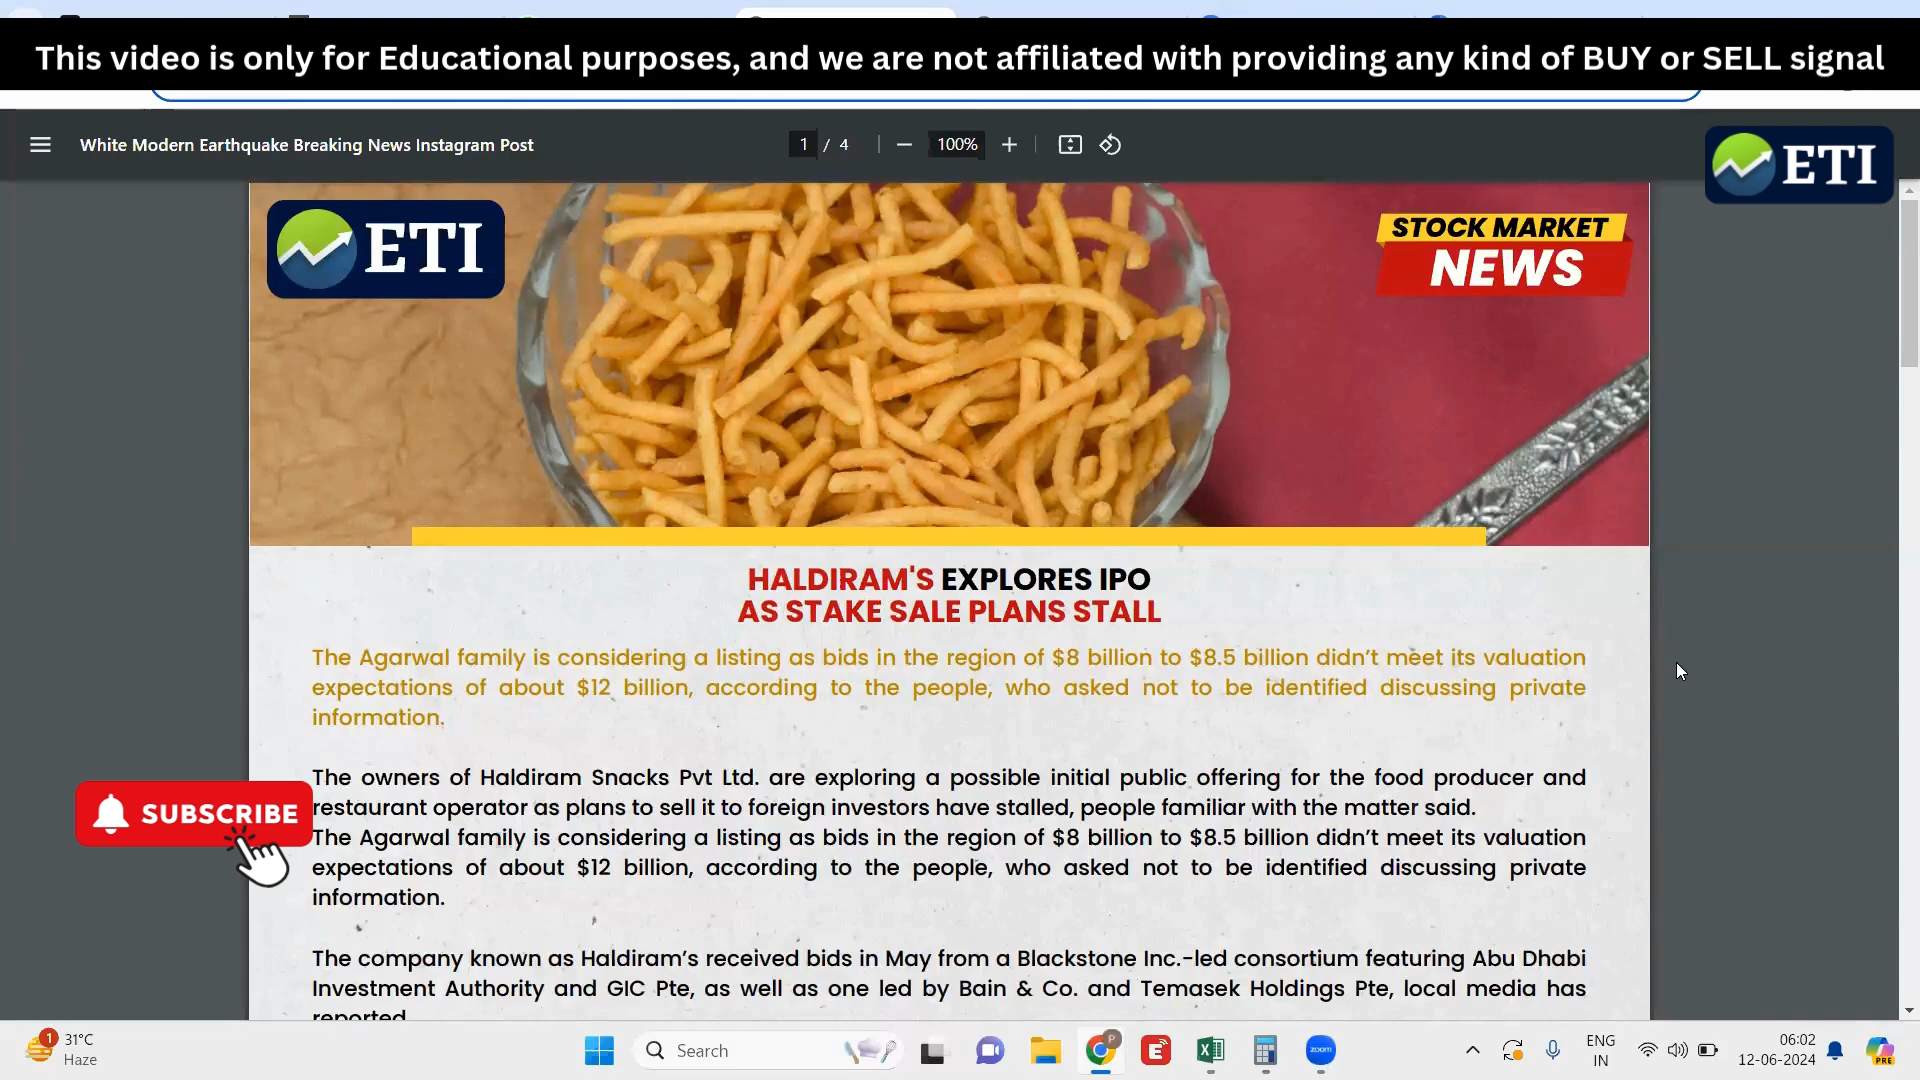 This video is only for Educational purposes, and we are not affiliated with providing any kind of BUY or SELL signal
White Modern Earthquake Breaking News Instagram Post
1 / 4
100%
ETI
ETI
STOCK MARKET
NEWS
HALDIRAM'S EXPLORES IPO
AS STAKE SALE PLANS STALL
The Agarwal family is considering a listing as bids in the region of $8 billion to $8.5 billion didn't meet its valuation
expectations of about $12 billion, according to the people, who asked not to be identified discussing private
information.
The owners of Haldiram Snacks Pvt Ltd. are exploring a possible initial public offering for the food producer and
restaurant operator as plans to sell it to foreign investors have stalled, people familiar with the matter said.
SUBSCRIBE
The Agarwal family is considering a listing as bids in the region of $8 billion to $8.5 billion didn't meet its valuation
expectations of about $12 billion, according to the people, who asked not to be identified discussing private
information.
The company known as Haldiram's received bids in May from a Blackstone Inc.-led consortium featuring Abu Dhabi
Investment Authority and GIC Pte, as well as one led by Bain & Co. and Temasek Holdings Pte, local media has
reported
1
31°C
Haze
Search
P
E
zoom
ENG
IN
06:02
12-06-2024
PRE